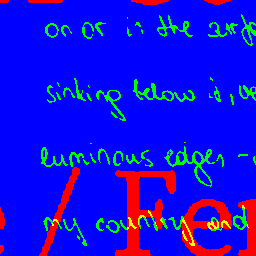 on or in the surfa
sinking below it, we
luminous edges -
my country and
/ Fer